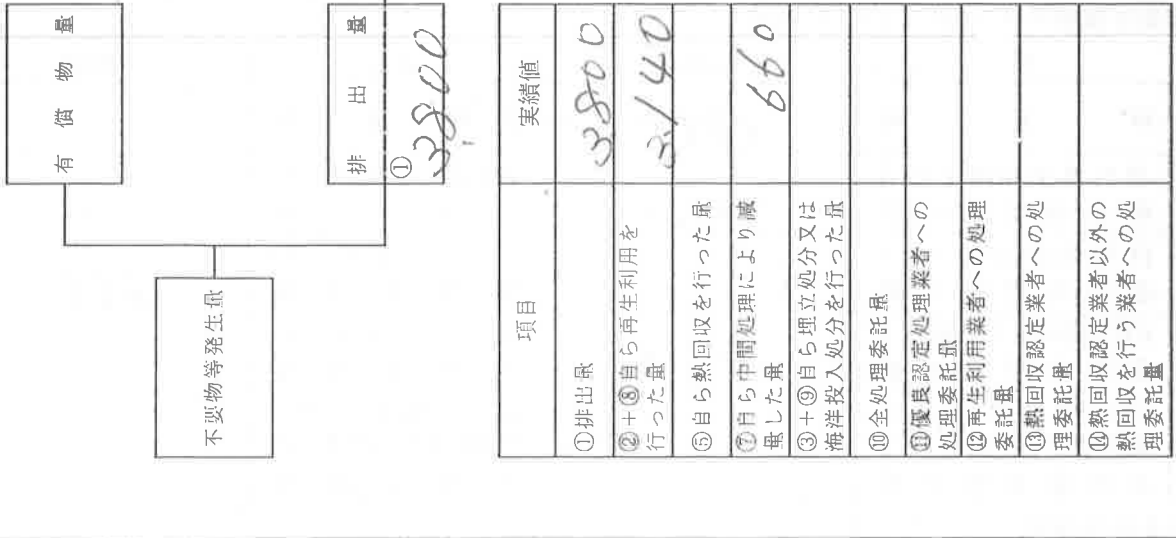 不要物等発生量
有償物量
排出量
①
3,800
項目 実績値
①排出量 3800
②+⑧自ら再生利用を
行った量 3,140
⑤自ら熱回収を行った量
⑦自ら中間処理により減
量した量 660
③+⑨自ら埋立処分又は
海洋投入処分を行った量
⑩全処理委託量
⑪優良認定処理業者への
処理委託量
⑫再生利用業者への処理
委託量
⑬熱回収認定業者への処
理委託量
⑭熱回収認定業者以外の
熱回収を行う業者への処
理委託量